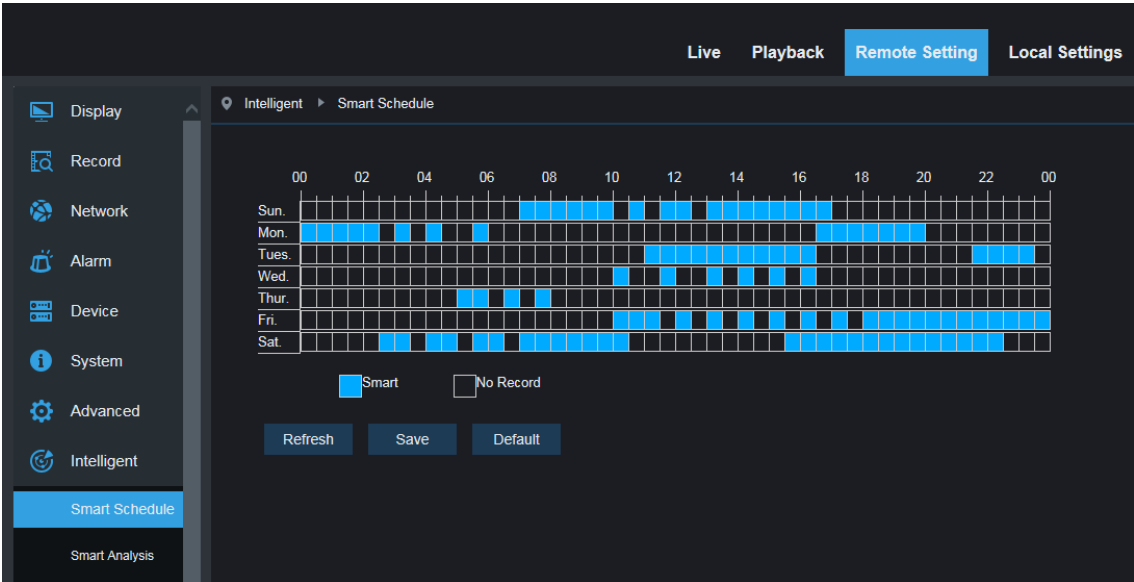 Live Playback Remote Setting Local Settings
Display
Intelligent Smart Schedule
Record
00 02 04 06 08 10 12 14 16 18 20 22 00
Network
Sun.
Mon.
Alarm
Tues.
Wed.
Device
Thur.
Fri.
System
Sat.
Smart No Record
Advanced
Refresh Save Default
Intelligent
Smart Schedule
Smart Analysis